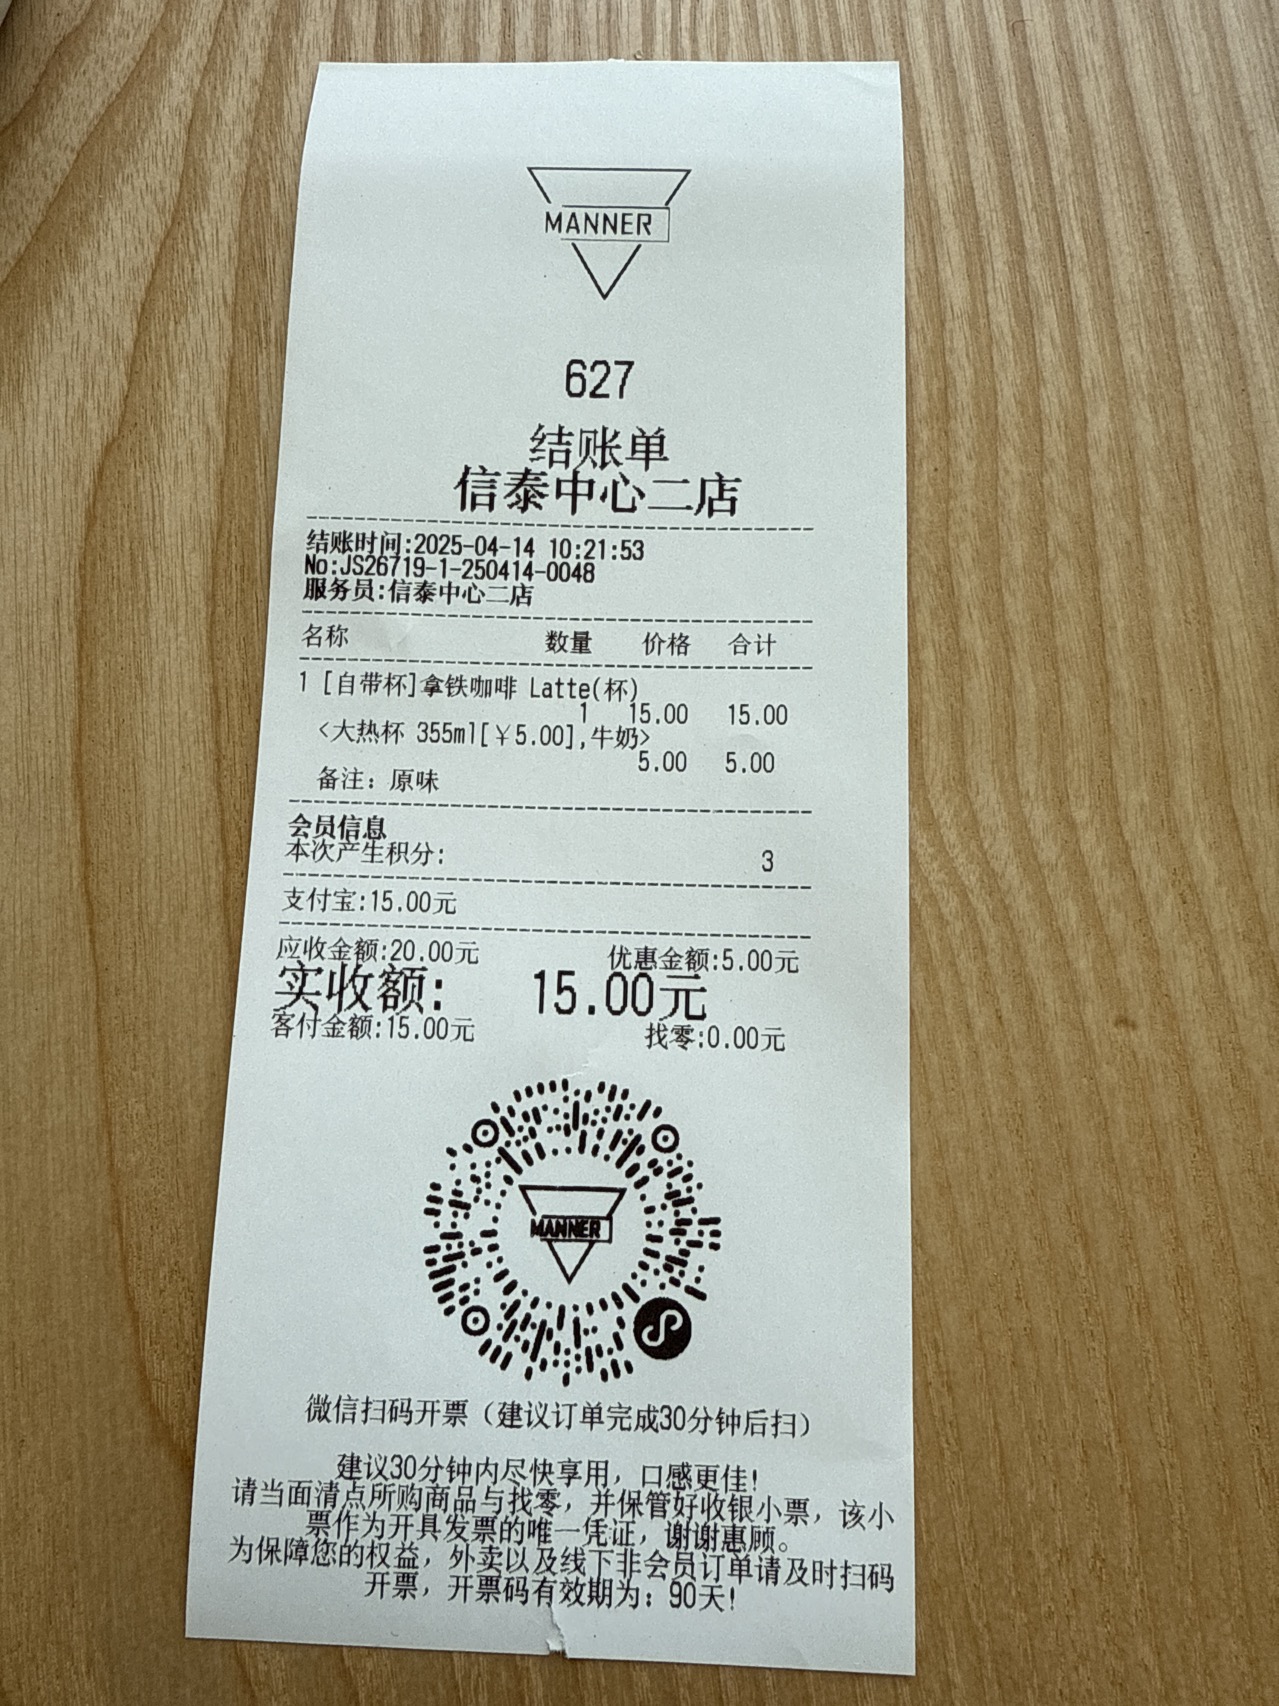 MANNER
627
结账单
信泰中心二店
结账时间:2025-04-14 10:21:53
No:JS26719-1-250414-0048
服务员:信泰中心二店
名称 数量 价格 合计
1 [自带杯]拿铁咖啡 Latte(杯)
1 15.00 15.00
<大热杯 355ml[￥5.00],牛奶>
5.00 5.00
备注: 原味
会员信息
本次产生积分: 3
支付宝:15.00元
应收金额:20.00元 优惠金额:5.00元
实收额: 15.00元
客付金额:15.00元 找零:0.00元
MANNER
微信扫码开票（建议订单完成30分钟后扫）
建议30分钟内尽快享用，口感更佳!
请当面清点所购商品与找零，并保管好收银小票，该小
票作为开具发票的唯一凭证，谢谢惠顾。
为保障您的权益，外卖以及线下非会员订单请及时扫码
开票，开票码有效期为: 90天!